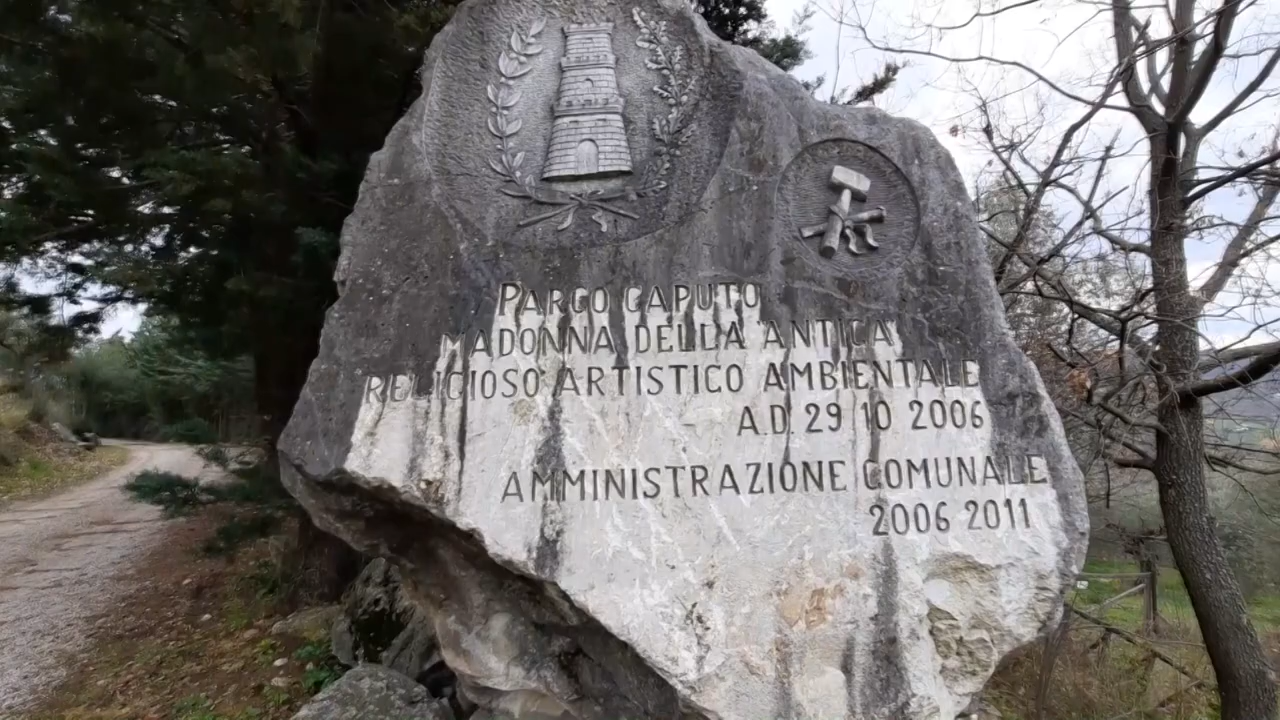 PARCO CAPUTO
MADONNA DELLA "ANTICA"
RELIGIOSO ARTISTICO AMBIENTALE
A.D. 29 10 2006
AMMINISTRAZIONE COMUNALE
2006 2011